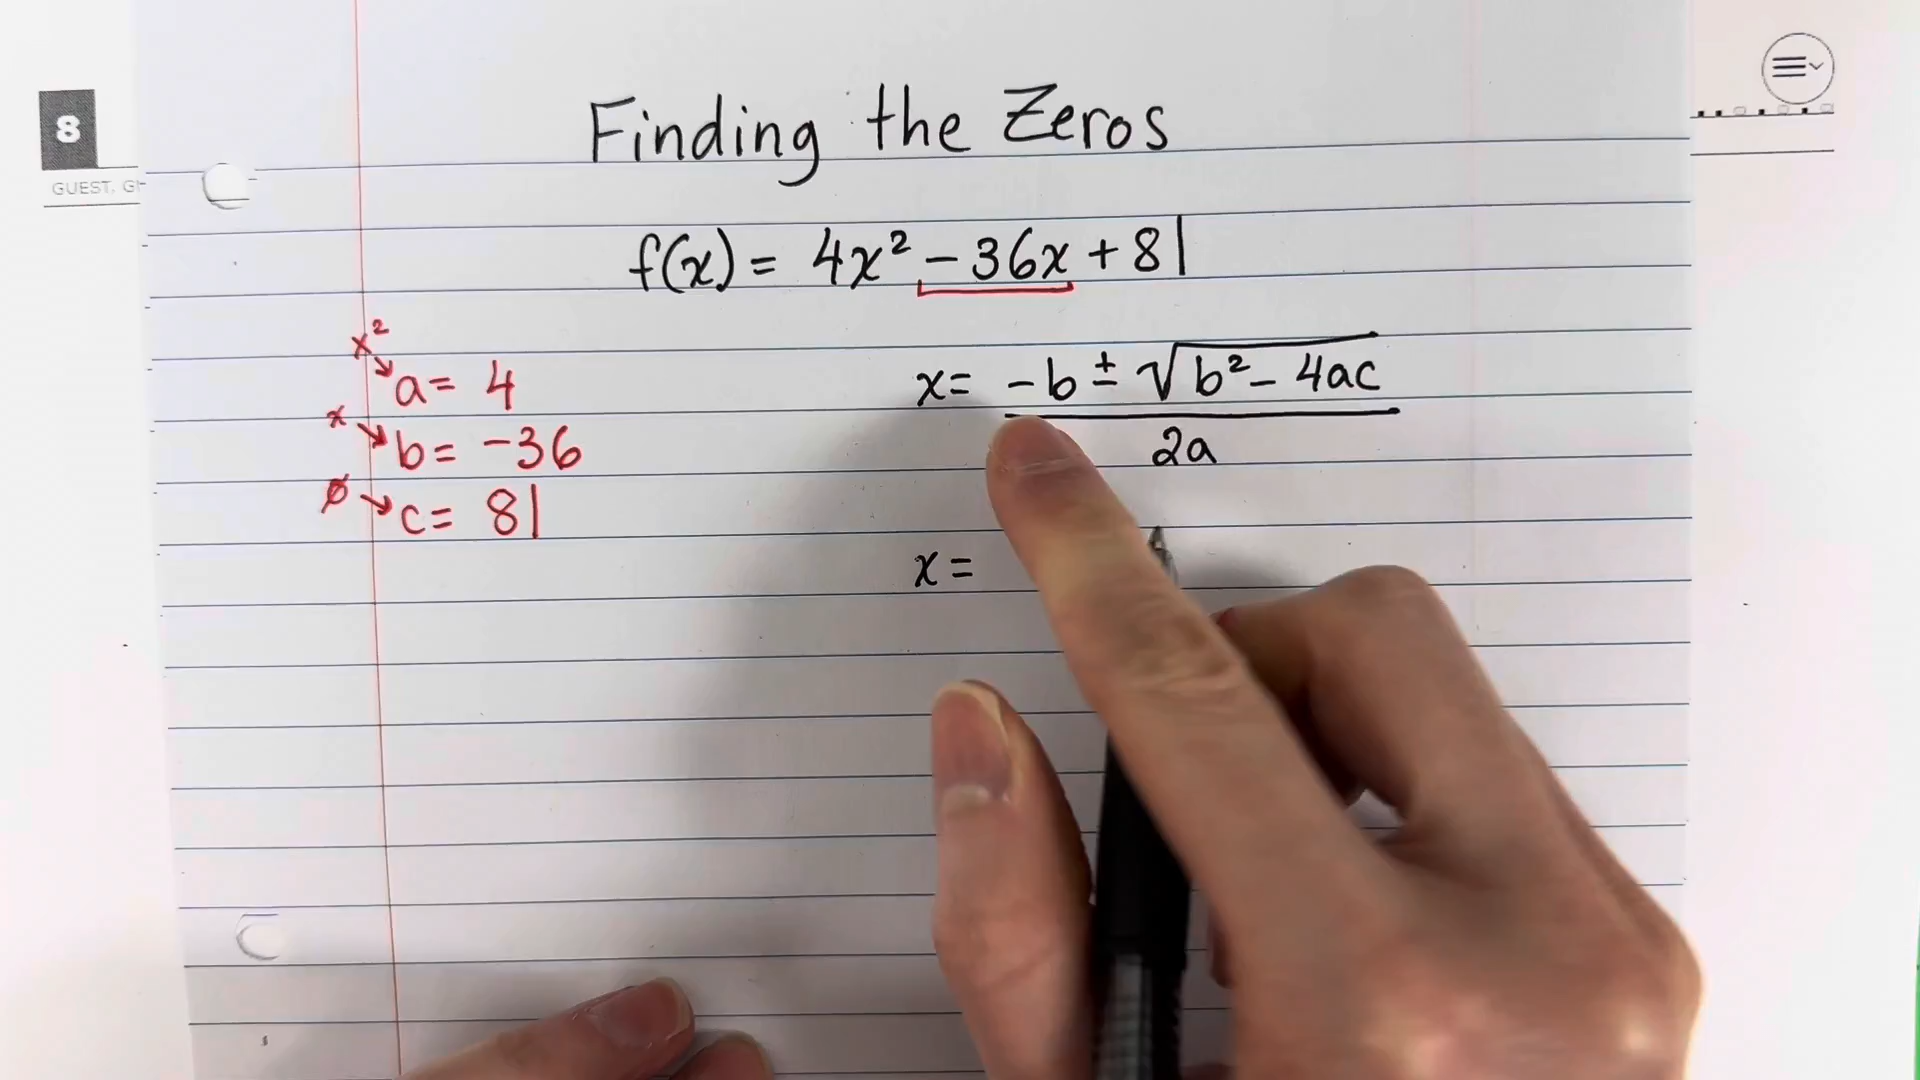 8
GUEST, G
Finding the Zeros
f(x) = 4x² - 36x + 81
x²
a = 4
x
b = -36
∅
c = 81
x = -b ± √b² - 4ac
2a
x =